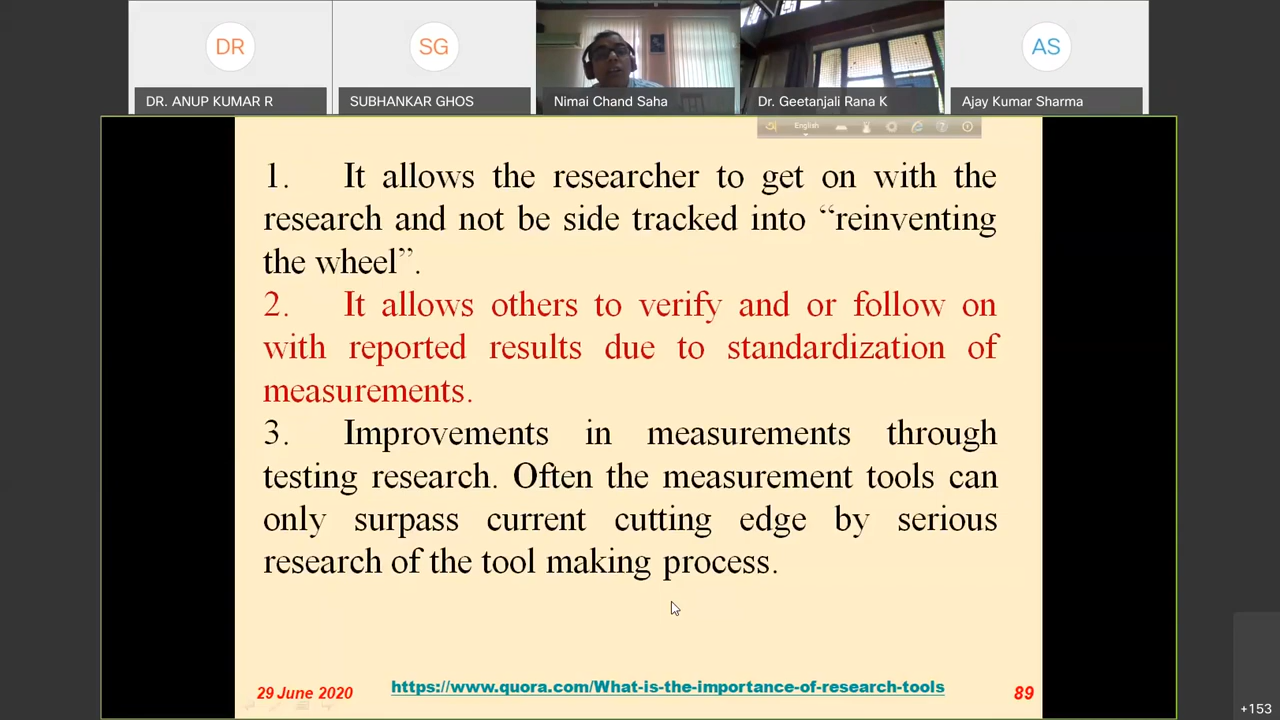 DR
SG
AS
DR. ANUP KUMAR R
SUBHANKAR GHOS
Nimai Chand Saha
Dr. Geetanjali Rana K
Ajay Kumar Sharma
English
1. It allows the researcher to get on with the
research and not be side tracked into “reinventing
the wheel”.
2. It allows others to verify and or follow on
with reported results due to standardization of
measurements.
3. Improvements in measurements through
testing research. Often the measurement tools can
only surpass current cutting edge by serious
research of the tool making process.
29 June 2020
https://www.quora.com/What-is-the-importance-of-research-tools
89
+153